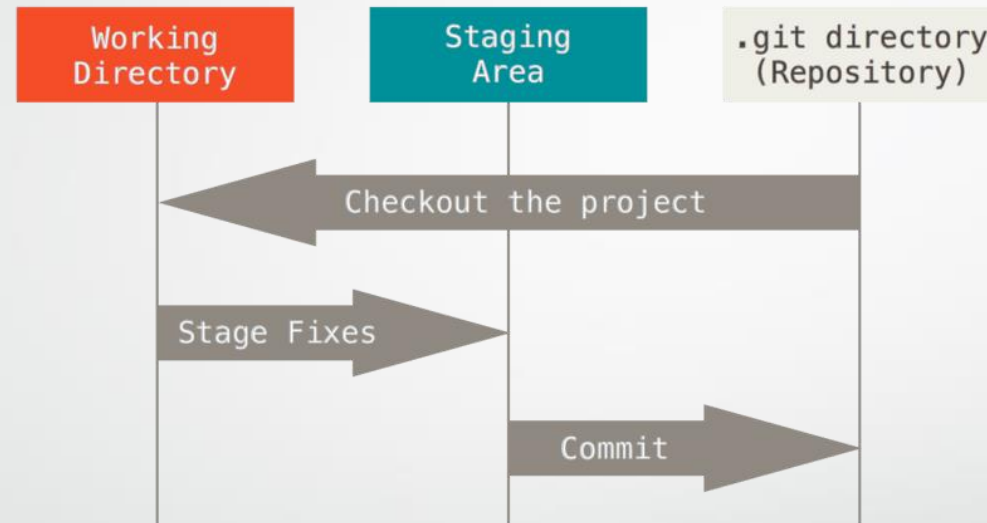 Working
Directory
Staging
Area
.git directory
(Repository)
Checkout the project
Stage Fixes
Commit